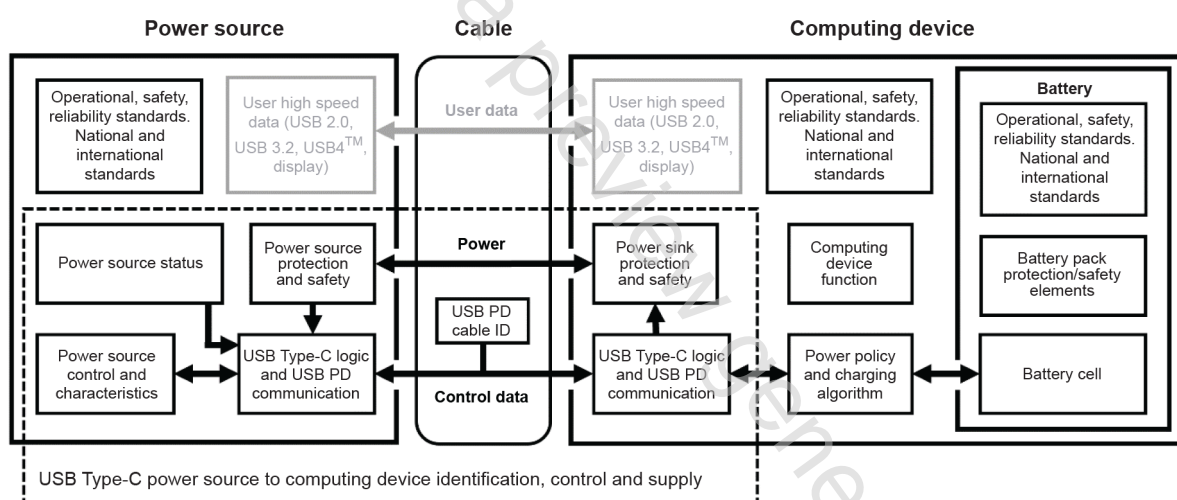 Power source
Cable
Computing device
Operational, safety,
reliability standards.
National and
international
standards
User high speed
data (USB 2.0,
USB 3.2, USB4™,
display)
User data
User high speed
data (USB 2.0,
USB 3.2, USB4™,
display)
Operational, safety,
reliability standards.
National and
international
standards
Battery
Operational, safety,
reliability standards.
National and
international
standards
Power source status
Power source
protection
and safety
Power
Power sink
protection
and safety
Computing
device
function
Battery pack
protection/safety
elements
USB PD
cable ID
Power source
control and
characteristics
USB Type-C logic
and USB PD
communication
Control data
USB Type-C logic
and USB PD
communication
Power policy
and charging
algorithm
Battery cell
USB Type-C power source to computing device identification, control and supply
a preview gene